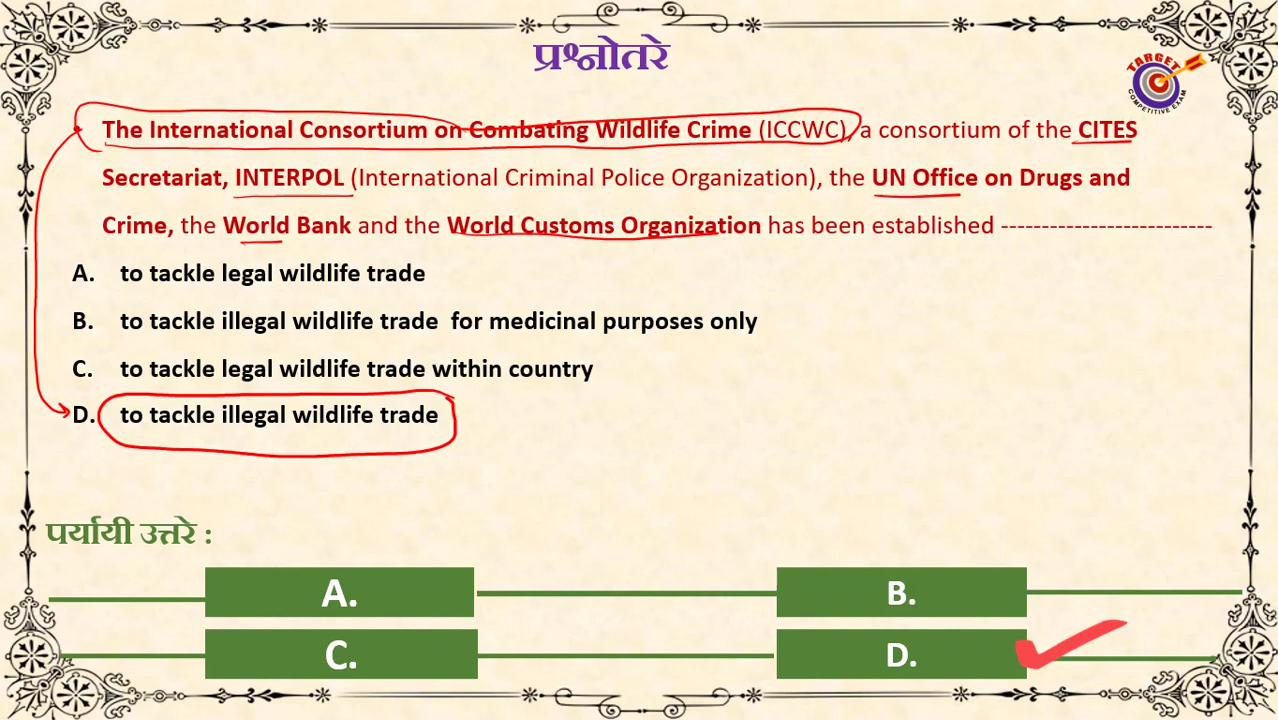 प्रश्नोतरे
TARGET
COMPETITIVE EXAM
The International Consortium on Combating Wildlife Crime (ICCWC), a consortium of the CITES
Secretariat, INTERPOL (International Criminal Police Organization), the UN Office on Drugs and
Crime, the World Bank and the World Customs Organization has been established -------------------------
A. to tackle legal wildlife trade
B. to tackle illegal wildlife trade for medicinal purposes only
C. to tackle legal wildlife trade within country
D. to tackle illegal wildlife trade
पर्यायी उत्तरे :
A. B.
C. D.